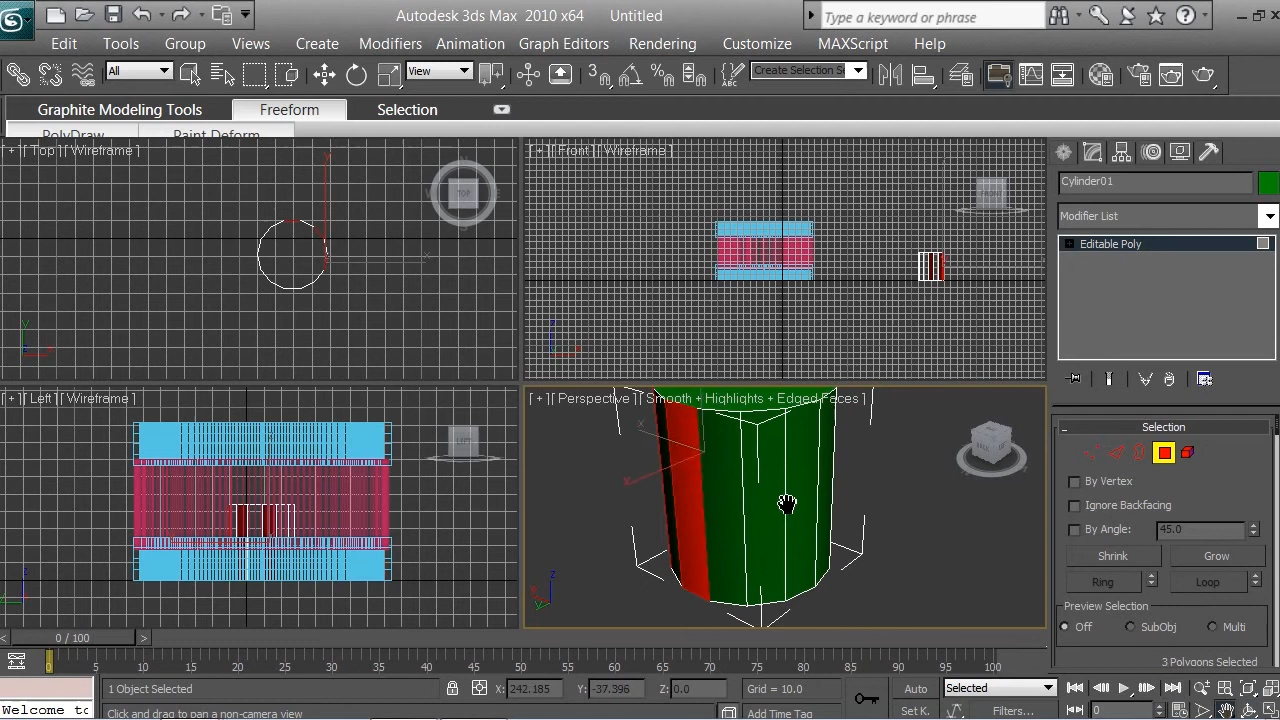 Autodesk 3ds Max 2010 x64 Untitled
Type a keyword or phrase
Edit Tools Group Views Create Modifiers Animation Graph Editors Rendering Customize MAXScript Help
All
View
Create Selection Se
Graphite Modeling Tools Freeform Selection
PolyDraw Paint Deform
[ + ] [ Top ] [ Wireframe ]
TOP
[ + ] [ Front ] [ Wireframe ]
FRONT
Cylinder01
Modifier List
Editable Poly
[ + ] [ Left ] [ Wireframe ]
LEFT
[ + ] [ Perspective ] [ Smooth + Highlights + Edged Faces ]
Selection
By Vertex
Ignore Backfacing
By Angle: 45.0
Shrink Grow
Ring Loop
Preview Selection
Off SubObj Multi
3 Polygons Selected
0 / 100
0 5 10 15 20 25 30 35 40 45 50 55 60 65 70 75 80 85 90 95 100
1 Object Selected X: 242.185 Y: -37.396 Z: 0.0 Grid = 10.0 Auto Selected
Welcome to Click and drag to pan a non-camera view Add Time Tag Set K. Filters... 0